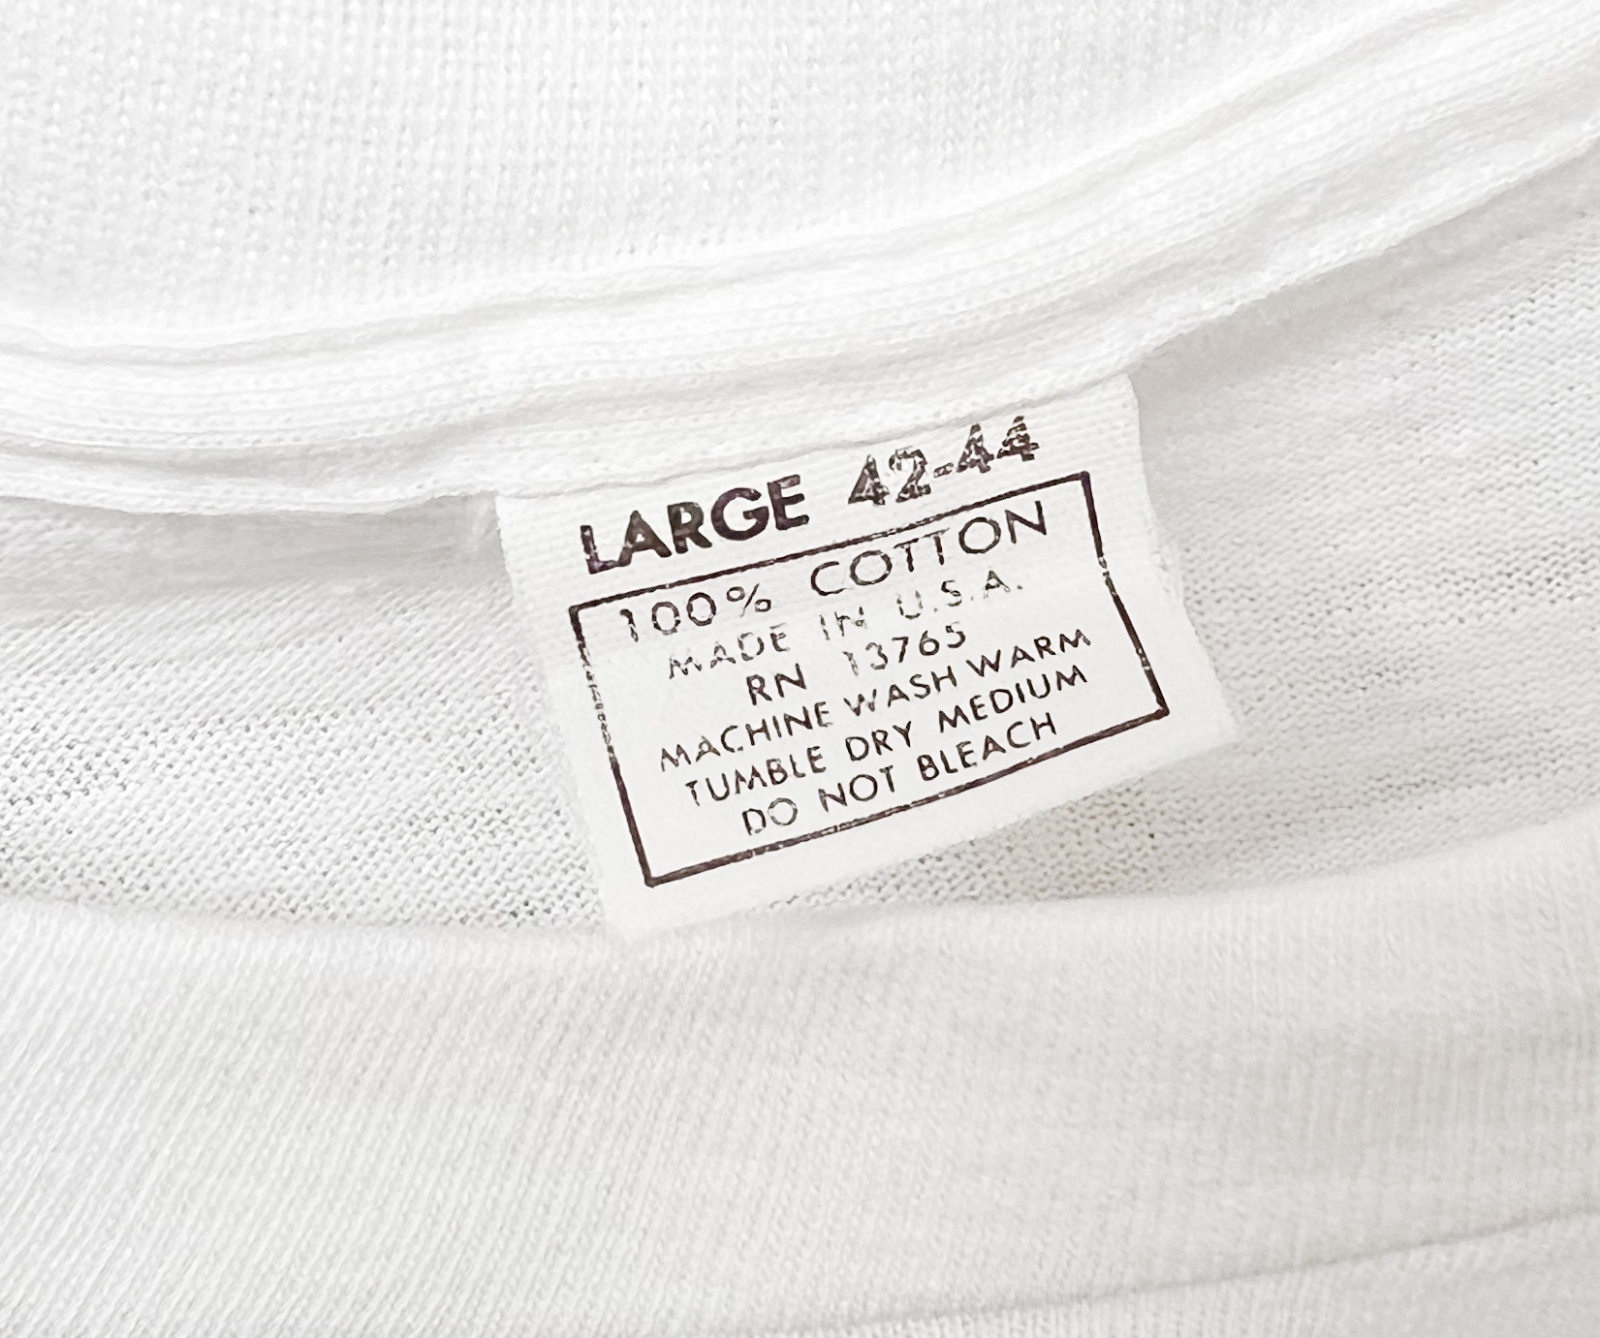 LARGE 42-44
100% COTTON
MADE IN U.S.A.
RN 13765
MACHINE WASH WARM
TUMBLE DRY MEDIUM
DO NOT BLEACH